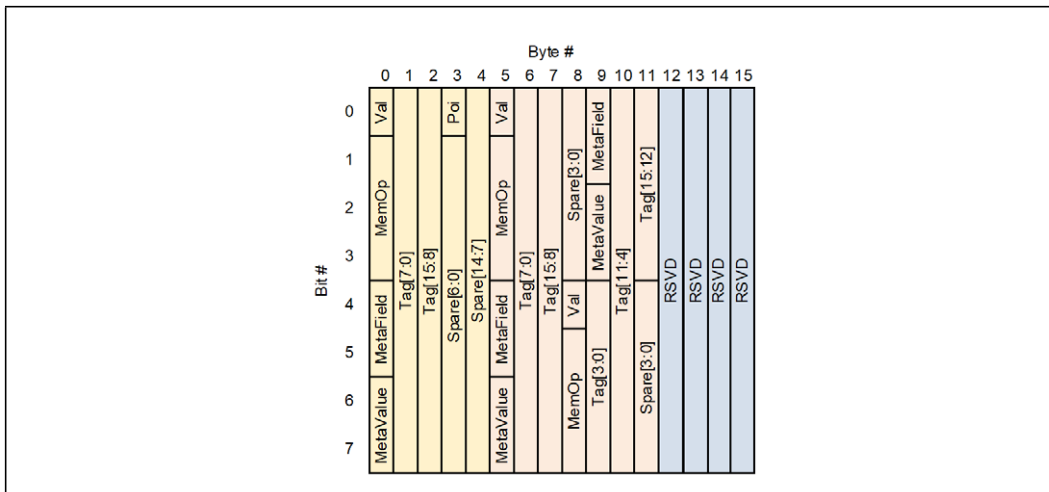 Byte #
0 1 2 3 4 5 6 7 8 9 10 11 12 13 14 15
Bit #
0
1
2
3
4
5
6
7
Val
MemOp
MetaField
MetaValue
Tag[7:0]
Tag[15:8]
Poi
Spare[6:0]
Spare[14:7]
Val
MemOp
MetaField
MetaValue
Tag[7:0]
Tag[15:8]
Spare[3:0]
Val
MemOp
MetaField
MetaValue
Tag[3:0]
Tag[11:4]
Tag[15:12]
Spare[3:0]
RSVD
RSVD
RSVD
RSVD